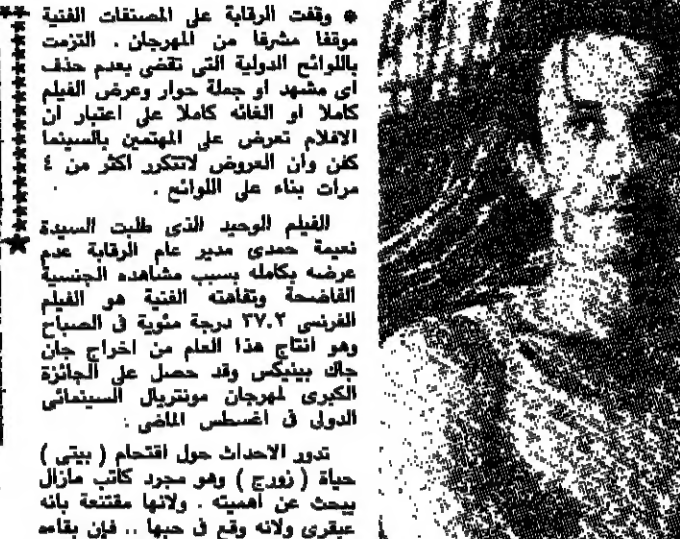 * وقفت الرقابة على المصنفات الفنية
موقفا مشرفا من المهرجان . التزمت
باللوائح الدولية التى تقضى بعدم حذف
اى مشهد او جملة حوار وعرض الفيلم
كاملا او الغائه كاملا على اعتبار ان
الافلام تعرض على المهتمين بالسينما
كفن وأن العروض لاتتكرر اكثر من ٤
مرات بناء على اللوائح .
الفيلم الوحيد الذى طلبت السيدة
نعيمة حمدى مدير عام الرقابة عدم
عرضه بكامله بسبب مشاهده الجنسية
الفاضحة وتفاهته الفنية هو الفيلم
الفرنسى ٣٧.٢ درجة مئوية فى الصباح
وهو انتاج هذا العام من اخراج جان
جاك بينيكس وقد حصل على الجائزة
الكبرى لمهرجان مونتريال السينمائى
الدولى فى اغسطس الماضى .
تدور الاحداث حول اقتحام ( بيتى )
حياة ( زورج ) وهو مجرد كاتب مازال
يبحث عن اهميته . ولانها مقتنعة بانه
عبقرى ولانه وقع فى حبها .. فإن بقاءه